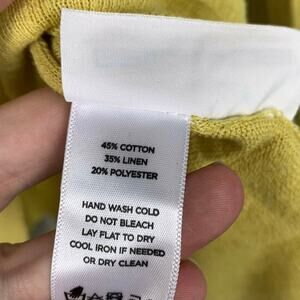 45% COTTON
35% LINEN
20% POLYESTER
HAND WASH COLD
DO NOT BLEACH
LAY FLAT TO DRY
COOL IRON IF NEEDED
OR DRY CLEAN